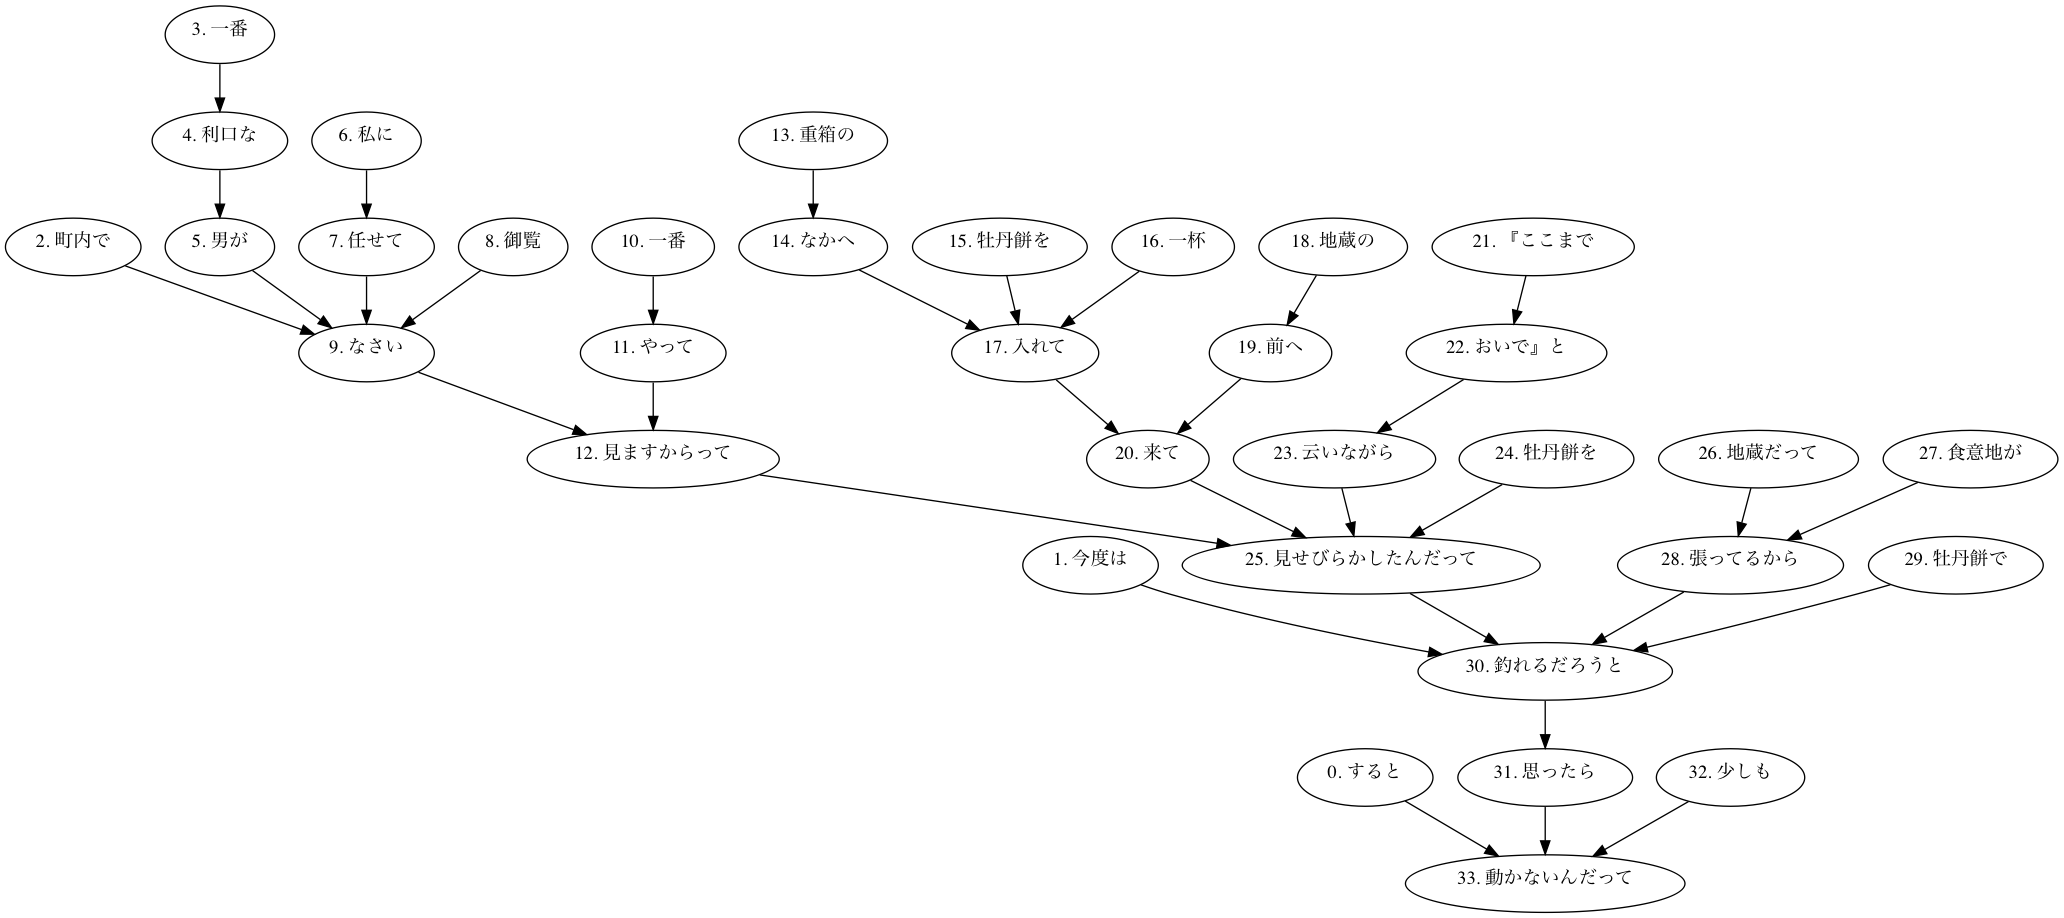 3. 一番
4. 利口な
6. 私に
13. 重箱の
2. 町内で
5. 男が
7. 任せて
8. 御覧
10. 一番
14. なかへ
15. 牡丹餅を
16. 一杯
18. 地蔵の
21. 『ここまで
9. なさい
11. やって
17. 入れて
19. 前へ
22. おいで』と
12. 見ますからって
20. 来て
23. 云いながら
24. 牡丹餅を
26. 地蔵だって
27. 食意地が
1. 今度は
25. 見せびらかしたんだって
28. 張ってるから
29. 牡丹餅で
30. 釣れるだろうと
0. すると
31. 思ったら
32. 少しも
33. 動かないんだって